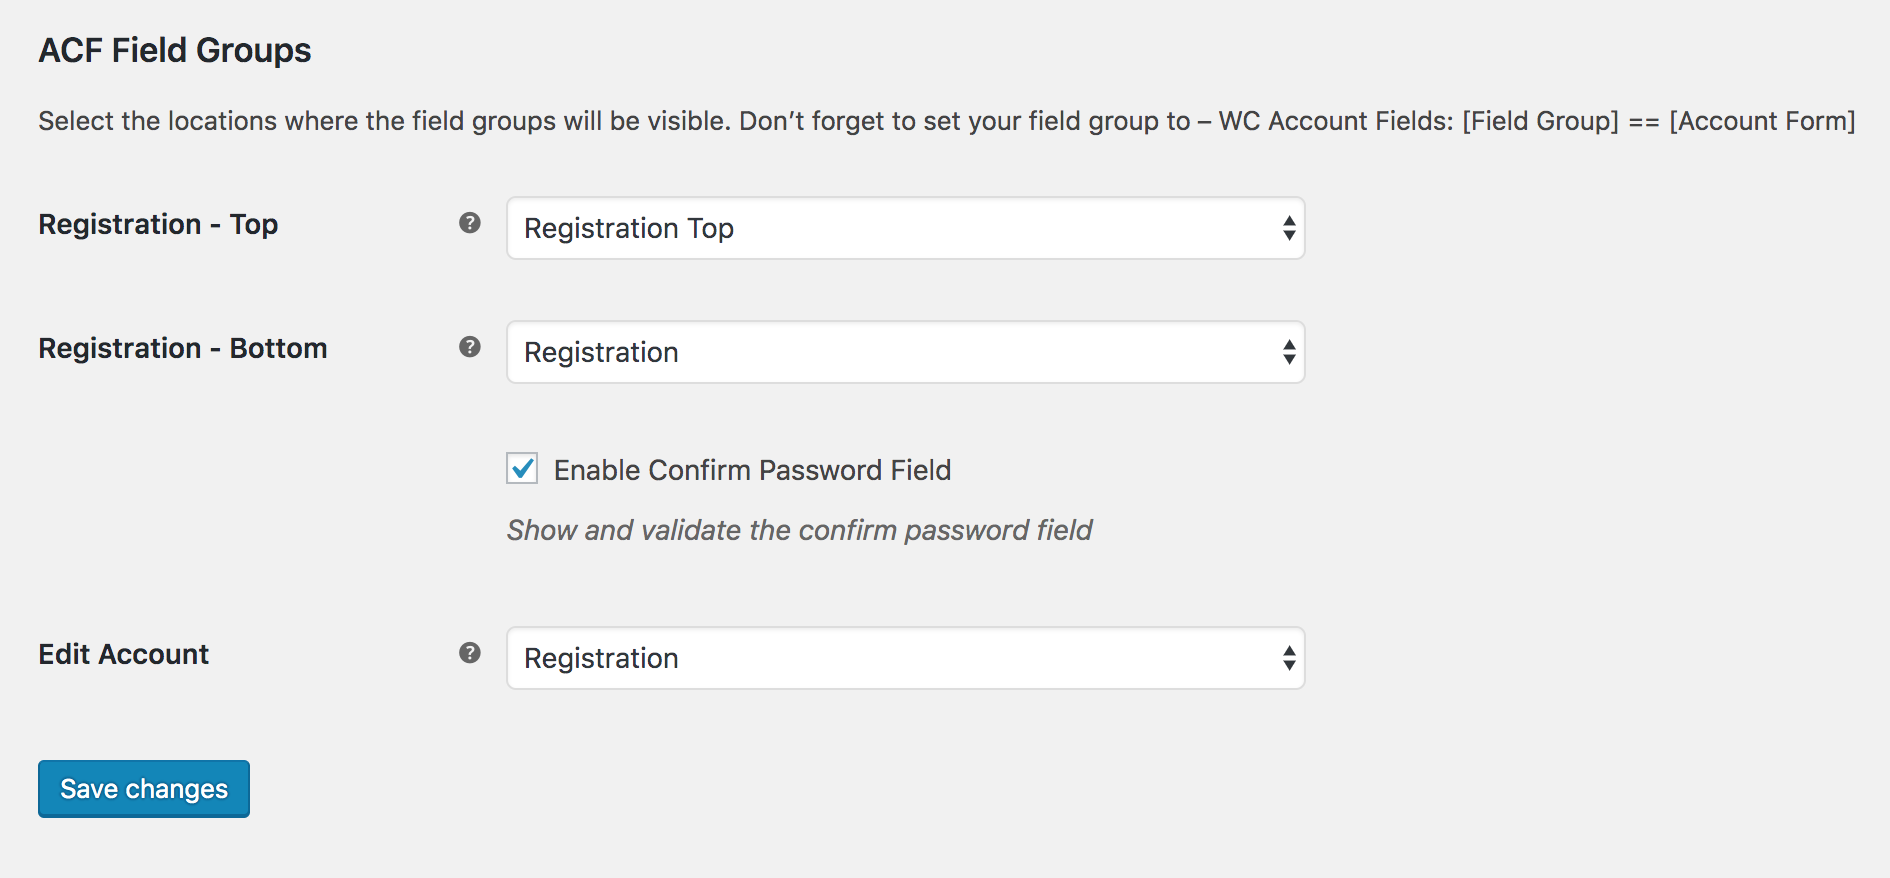 ACF Field Groups
Select the locations where the field groups will be visible. Don’t forget to set your field group to – WC Account Fields: [Field Group] == [Account Form]
Registration - Top ? Registration Top
Registration - Bottom ? Registration
Enable Confirm Password Field
Show and validate the confirm password field
Edit Account ? Registration
Save changes